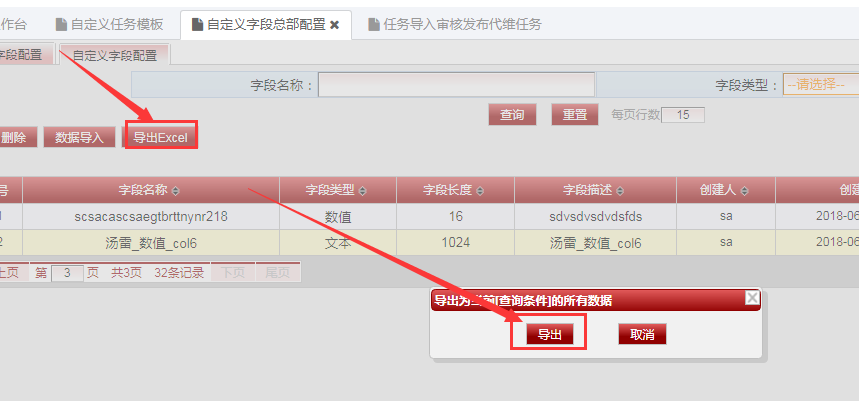 作台 自定义任务模板 自定义字段总部配置 任务导入审核发布代维任务
字段配置 自定义字段配置
字段名称： 字段类型： --请选择--
查询 重置 每页行数 15
删除 数据导入 导出Excel
号 字段名称 字段类型 字段长度 字段描述 创建人 创建
1 scsacascsaegtbrttnynr218 数值 16 sdvsdvsdvdsfds sa 2018-06
2 汤雷_数值_col6 文本 1024 汤雷_数值_col6 sa 2018-06
上页 第 3 页 共3页 32条记录 下页 尾页
导出为当前[查询条件]的所有数据
导出 取消